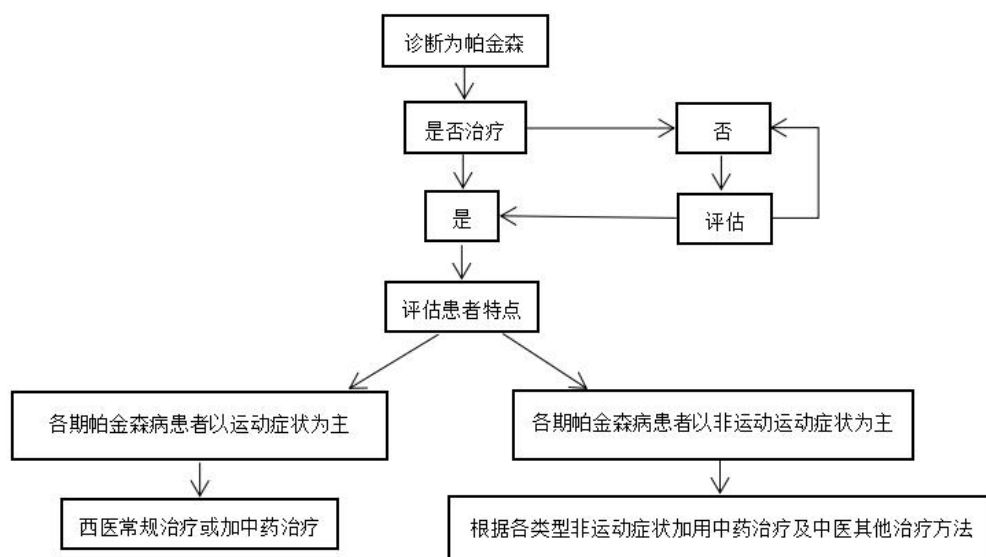 诊断为帕金森
是否治疗
否
是
评估
评估患者特点
各期帕金森病患者以运动症状为主
各期帕金森病患者以非运动运动症状为主
西医常规治疗或加中药治疗
根据各类型非运动症状加用中药治疗及中医其他治疗方法